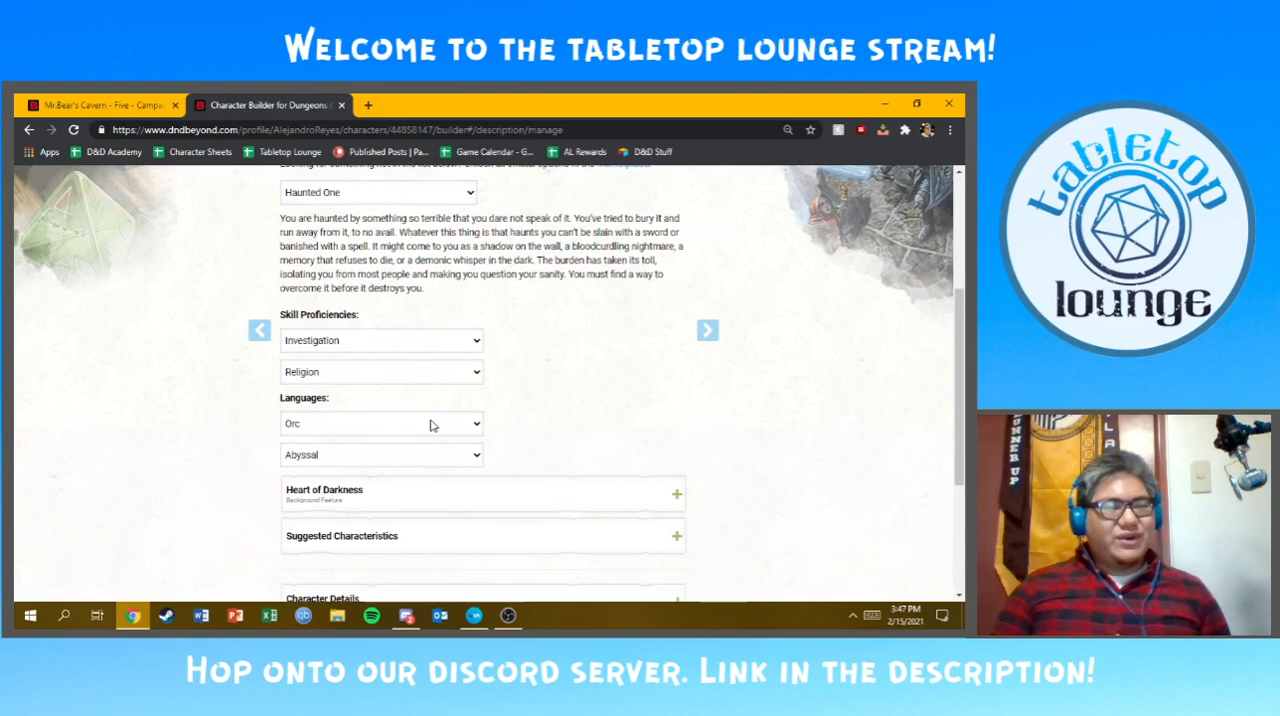 WELCOME TO THE TABLETOP LOUNGE STREAM!
Mr.Bear's Cavern - Five - Campa
Character Builder for Dungeons &
https://www.dndbeyond.com/profile/AlejandroReyes/characters/44858147/builder#/description/manage
Apps D&D Academy Character Sheets Tabletop Lounge Published Posts | Pa... Game Calendar - G... AL Rewards D&D Stuff
Haunted One
You are haunted by something so terrible that you dare not speak of it. You've tried to bury it and
run away from it, to no avail. Whatever this thing is that haunts you can't be slain with a sword or
banished with a spell. It might come to you as a shadow on the wall, a bloodcurdling nightmare, a
memory that refuses to die, or a demonic whisper in the dark. The burden has taken its toll,
isolating you from most people and making you question your sanity. You must find a way to
overcome it before it destroys you.
Skill Proficiencies:
Investigation
Religion
Languages:
Orc
Abyssal
Heart of Darkness
Background Feature
Suggested Characteristics
Character Details
3:47 PM
2/15/2021
tabletop
lounge
RUNNER UP
HOP ONTO OUR DISCORD SERVER. LINK IN THE DESCRIPTION!